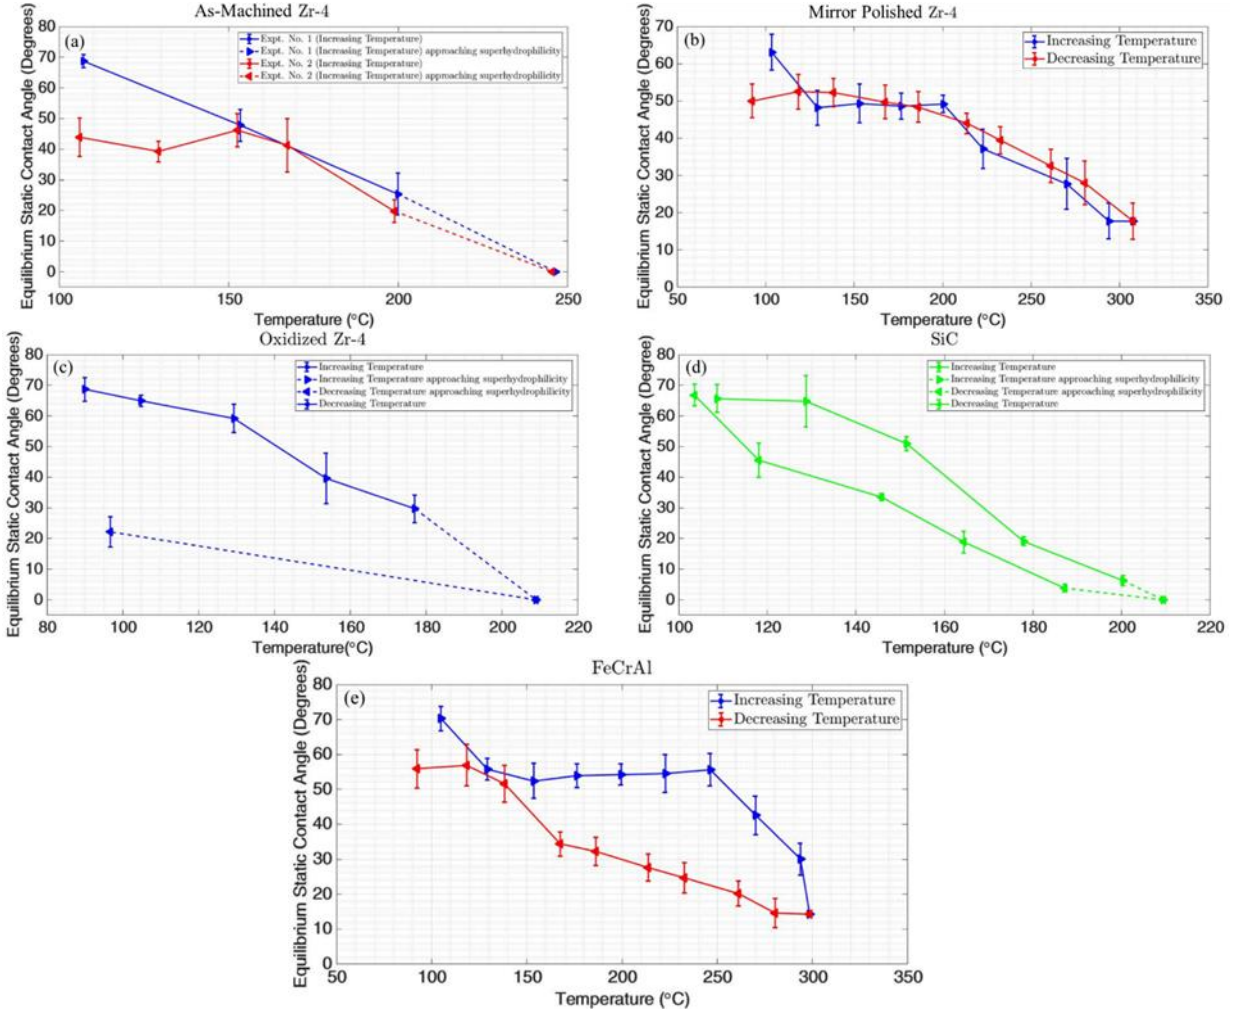 As-Machined Zr-4
(a)
Expt. No. 1 (Increasing Temperature)
Expt. No. 1 (Increasing Temperature) approaching superhydrophilicity
Expt. No. 2 (Increasing Temperature)
Expt. No. 2 (Increasing Temperature) approaching superhydrophilicity
Equilibrium Static Contact Angle (Degrees)
80
70
60
50
40
30
20
10
0
100 150 200 250
Temperature (°C)
Mirror Polished Zr-4
(b)
Increasing Temperature
Decreasing Temperature
Equilibrium Static Contact Angle (Degrees)
70
60
50
40
30
20
10
0
50 100 150 200 250 300 350
Temperature (°C)
Oxidized Zr-4
(c)
Increasing Temperature
Increasing Temperature approaching superhydrophilicity
Decreasing Temperature approaching superhydrophilicity
Decreasing Temperature
Equilibrium Static Contact Angle (Degrees)
80
70
60
50
40
30
20
10
0
80 100 120 140 160 180 200 220
Temperature(°C)
SiC
(d)
Increasing Temperature
Increasing Temperature approaching superhydrophilicity
Decreasing Temperature approaching superhydrophilicity
Decreasing Temperature
Equilibrium Static Contact Angle (Degree)
80
70
60
50
40
30
20
10
0
100 120 140 160 180 200 220
Temperature (°C)
FeCrAl
(e)
Increasing Temperature
Decreasing Temperature
Equilibrium Static Contact Angle (Degrees)
80
70
60
50
40
30
20
10
0
50 100 150 200 250 300 350
Temperature (°C)